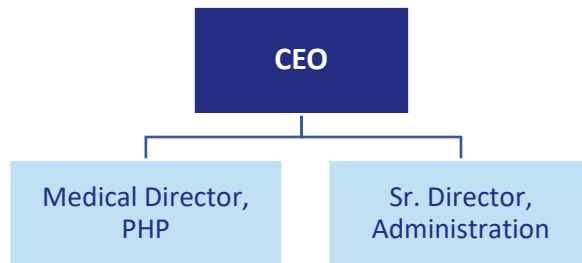 CEO
Medical Director,
PHP
Sr. Director,
Administration